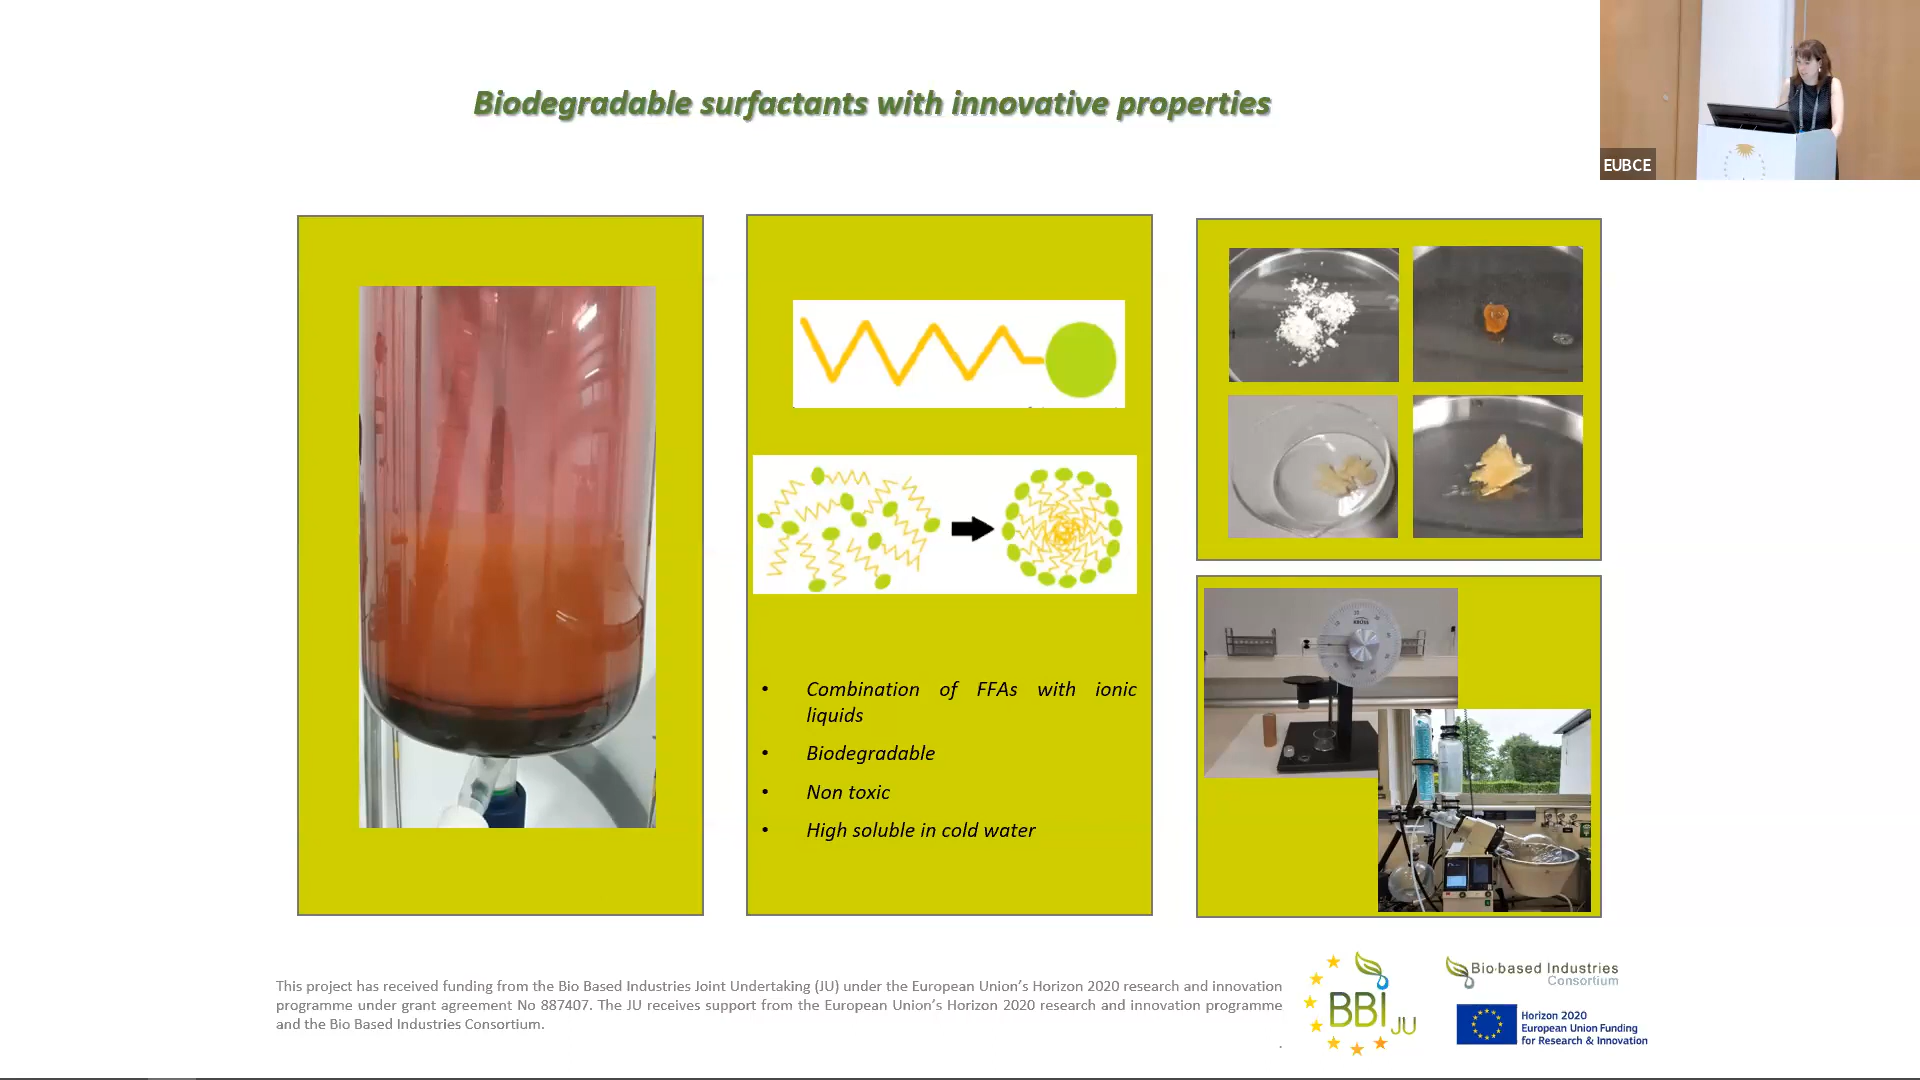 Biodegradable surfactants with innovative properties
EUBCE
• Combination of FFAs with ionic
liquids
• Biodegradable
• Non toxic
• High soluble in cold water
KRÜSS
This project has received funding from the Bio Based Industries Joint Undertaking (JU) under the European Union's Horizon 2020 research and innovation
programme under grant agreement No 887407. The JU receives support from the European Union's Horizon 2020 research and innovation programme
and the Bio Based Industries Consortium.
.
BBI JU
Bio-based Industries
Consortium
Horizon 2020
European Union Funding
for Research & Innovation